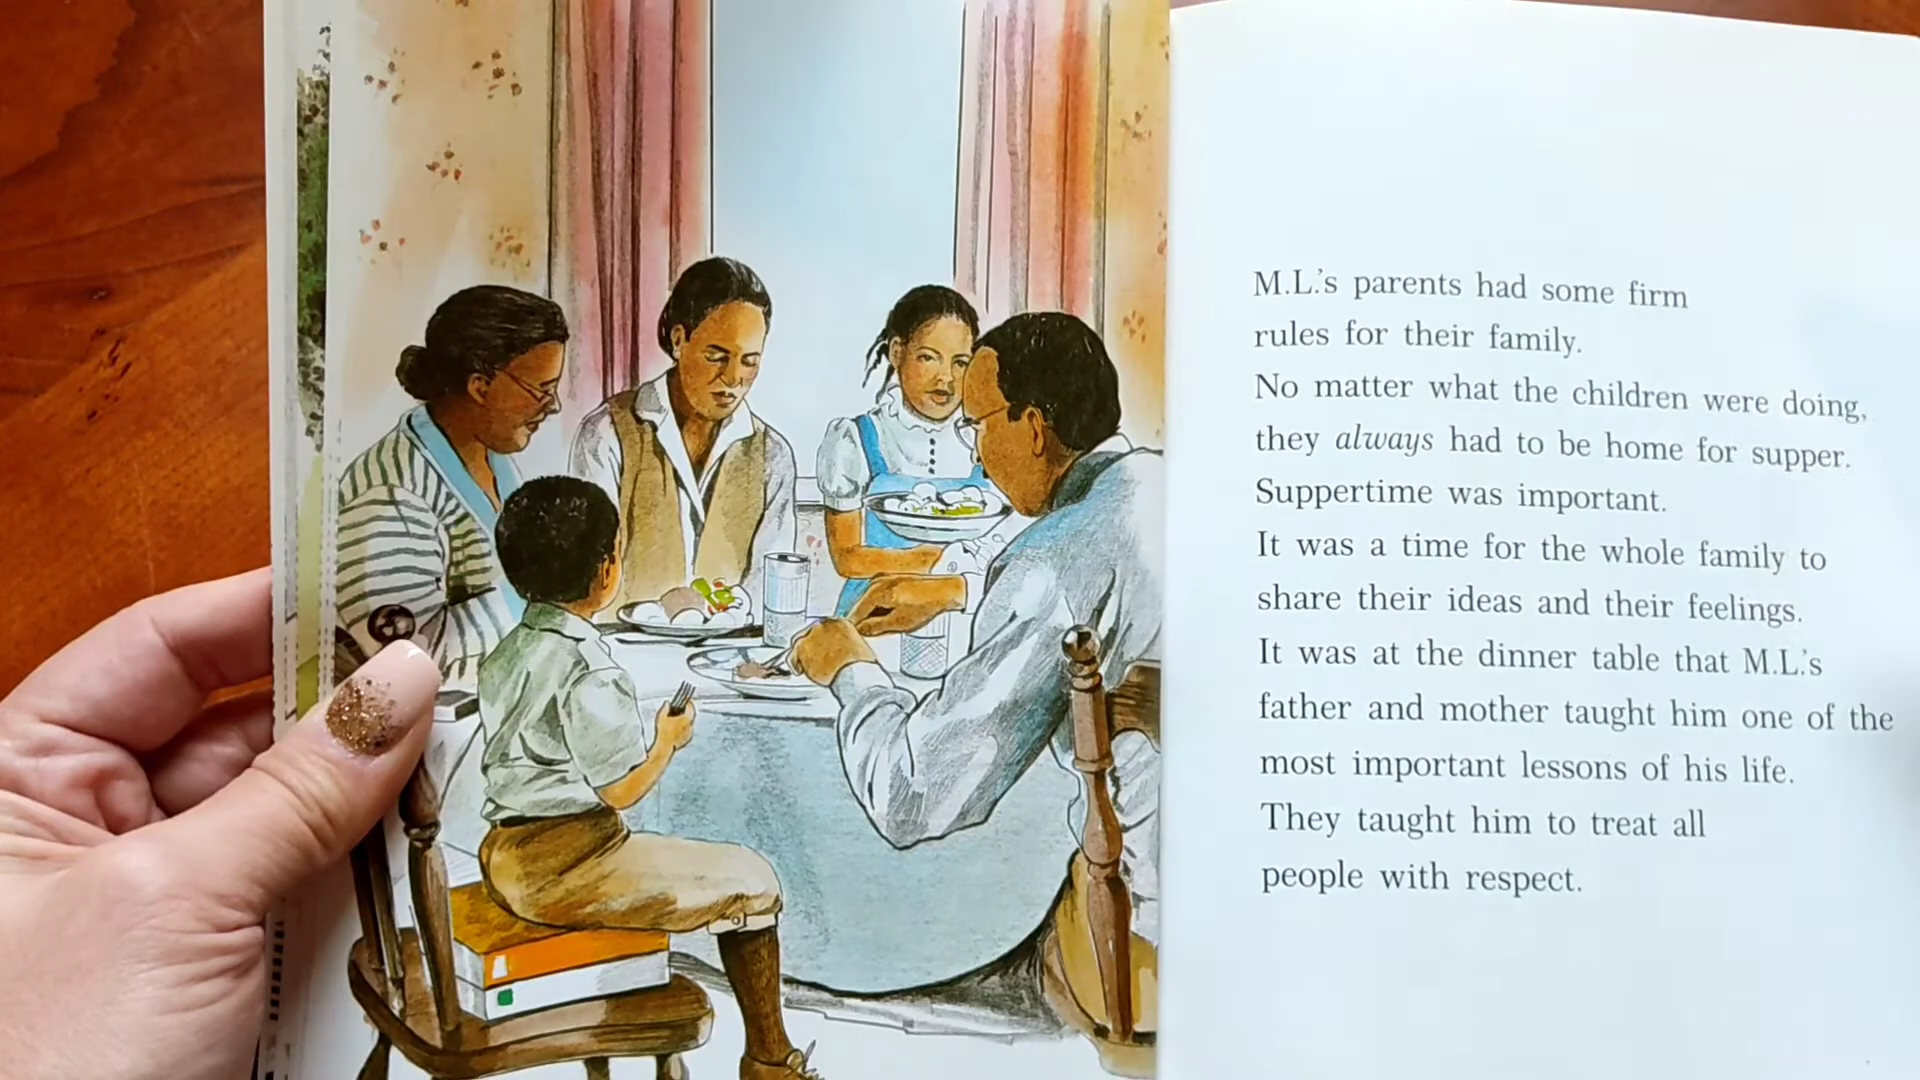 M.L.'s parents had some firm
rules for their family.
No matter what the children were doing,
they always had to be home for supper.
Suppertime was important.
It was a time for the whole family to
share their ideas and their feelings.
It was at the dinner table that M.L.'s
father and mother taught him one of the
most important lessons of his life.
They taught him to treat all
people with respect.